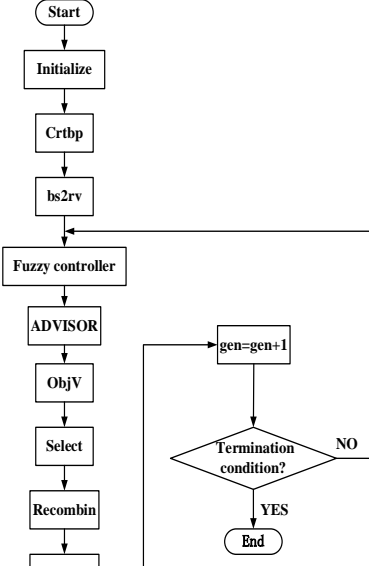 Start
Initialize
Crtbp
bs2rv
Fuzzy controller
ADVISOR
ObjV
Select
Recombin
gen=gen+1
Termination
condition?
NO
YES
End